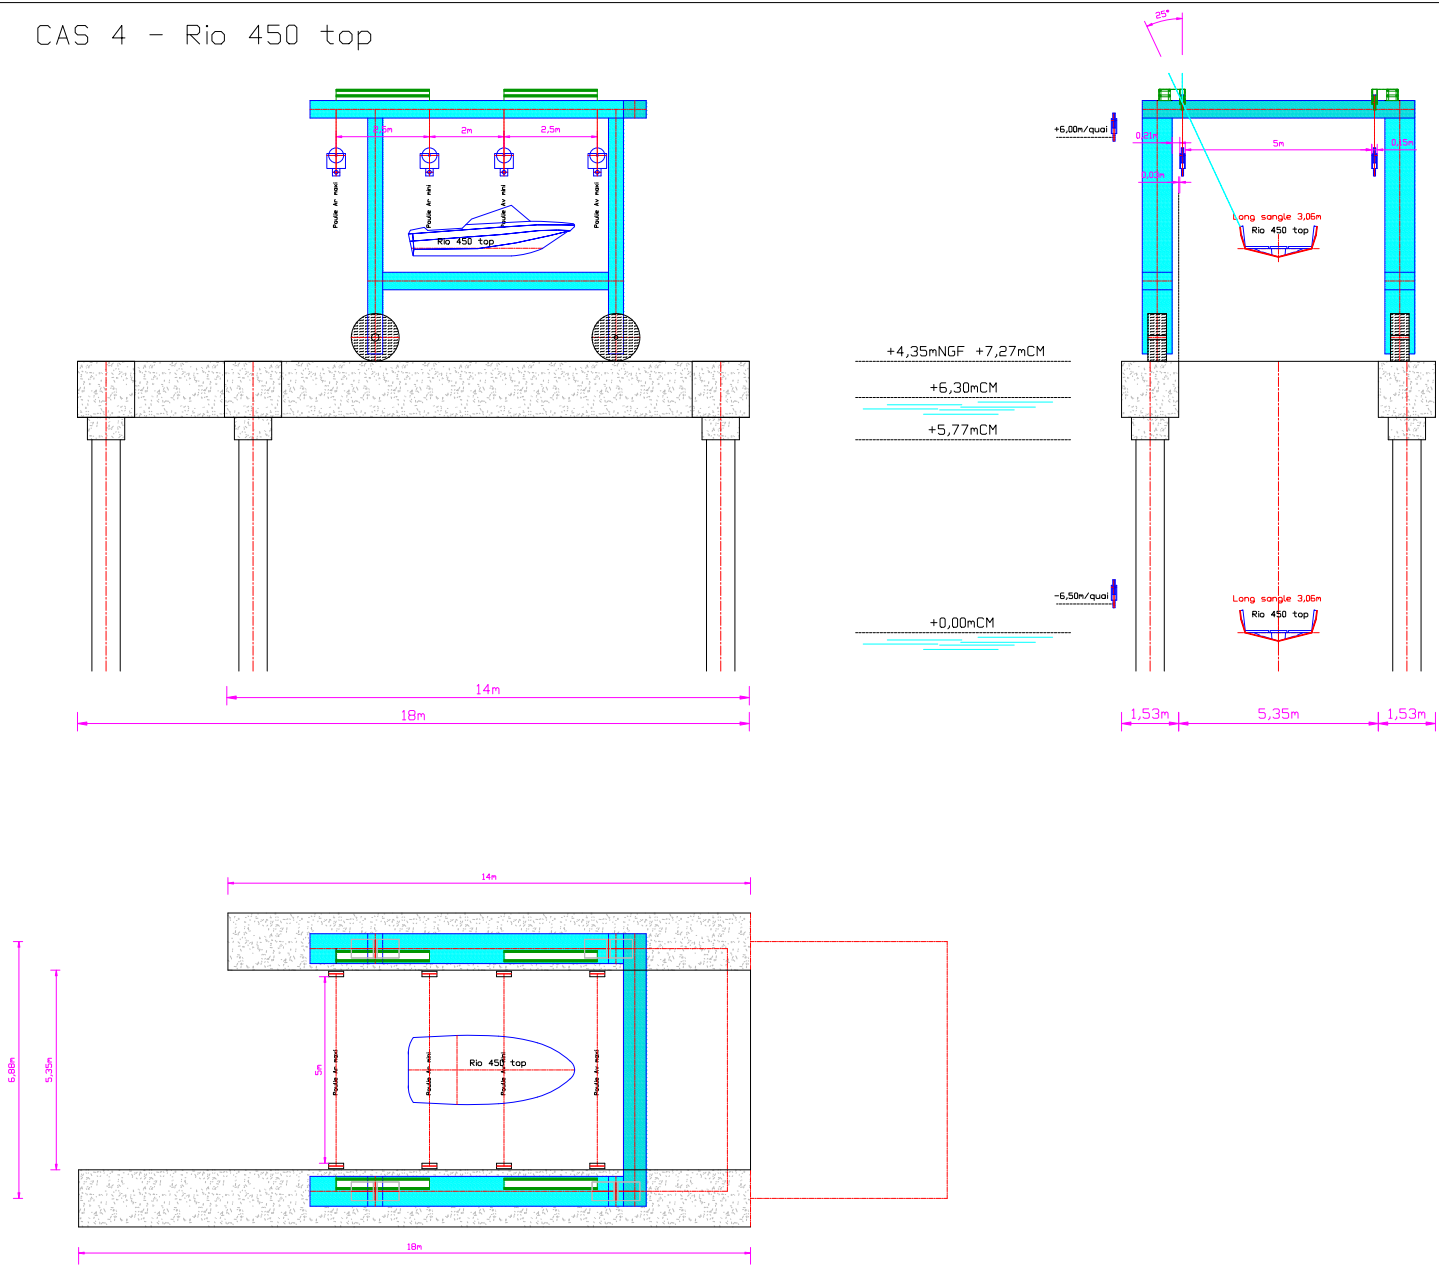 CAS 4 - Rio 450 top
25°
2,5m
2m
2,5m
Poulie Ar maxi
Poulie Ar mini
Poulie Av mini
Poulie Av maxi
Rio 450 top
+6,00m/quai
0,21m
5m
0,15m
0,03m
Long sangle 3,06m
Rio 450 top
+4,35mNGF +7,27mCM
+6,30mCM
+5,77mCM
-6,50m/quai
Long sangle 3,06m
Rio 450 top
+0,00mCM
14m
18m
1,53m
5,35m
1,53m
14m
6,88m
5,35m
5m
Poulie Ar maxi
Poulie Ar mini
Poulie Av mini
Poulie Av maxi
Rio 450 top
18m